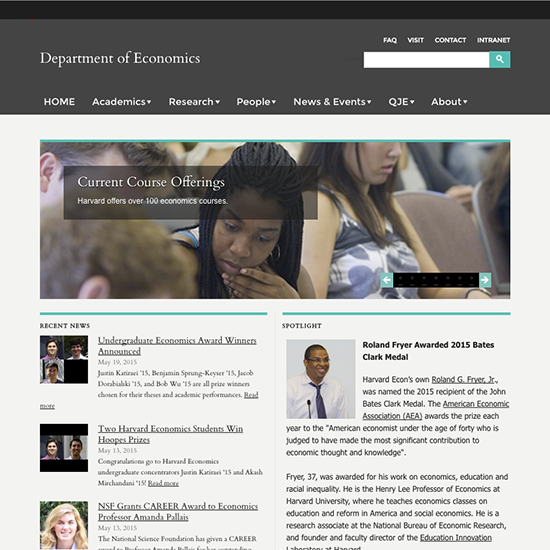 FAQ VISIT CONTACT INTRANET
Department of Economics
HOME Academics Research People News & Events QJE About
Current Course Offerings
Harvard offers over 100 economics courses.
RECENT NEWS
Undergraduate Economics Award Winners
Announced
May 19, 2015
Justin Katiraei '15, Benjamin Sprung-Keyser '15, Jacob
Dorabialski '15, and Bob Wu '15 are all prize winners
chosen for their theses and academic performances. Read
more
Two Harvard Economics Students Win
Hoopes Prizes
May 13, 2015
Congratulations go to Harvard Economics
undergraduate concentrators Justin Katiraei '15 and Akash
Mirchandani '15! Read more
NSF Grants CAREER Award to Economics
Professor Amanda Pallais
May 13, 2015
The National Science Foundation has given a CAREER
award to Professor Amanda Pallais for her outstanding
SPOTLIGHT
Roland Fryer Awarded 2015 Bates
Clark Medal
Harvard Econ's own Roland G. Fryer, Jr.,
was named the 2015 recipient of the John
Bates Clark Medal. The American Economic
Association (AEA) awards the prize each
year to the "American economist under the age of forty who is
judged to have made the most significant contribution to
economic thought and knowledge".
Fryer, 37, was awarded for his work on economics, education and
racial inequality. He is the Henry Lee Professor of Economics at
Harvard University, where he teaches economics classes on
education and reform in America and social economics. He is a
research associate at the National Bureau of Economic Research,
and founder and faculty director of the Education Innovation
Laboratory at Harvard